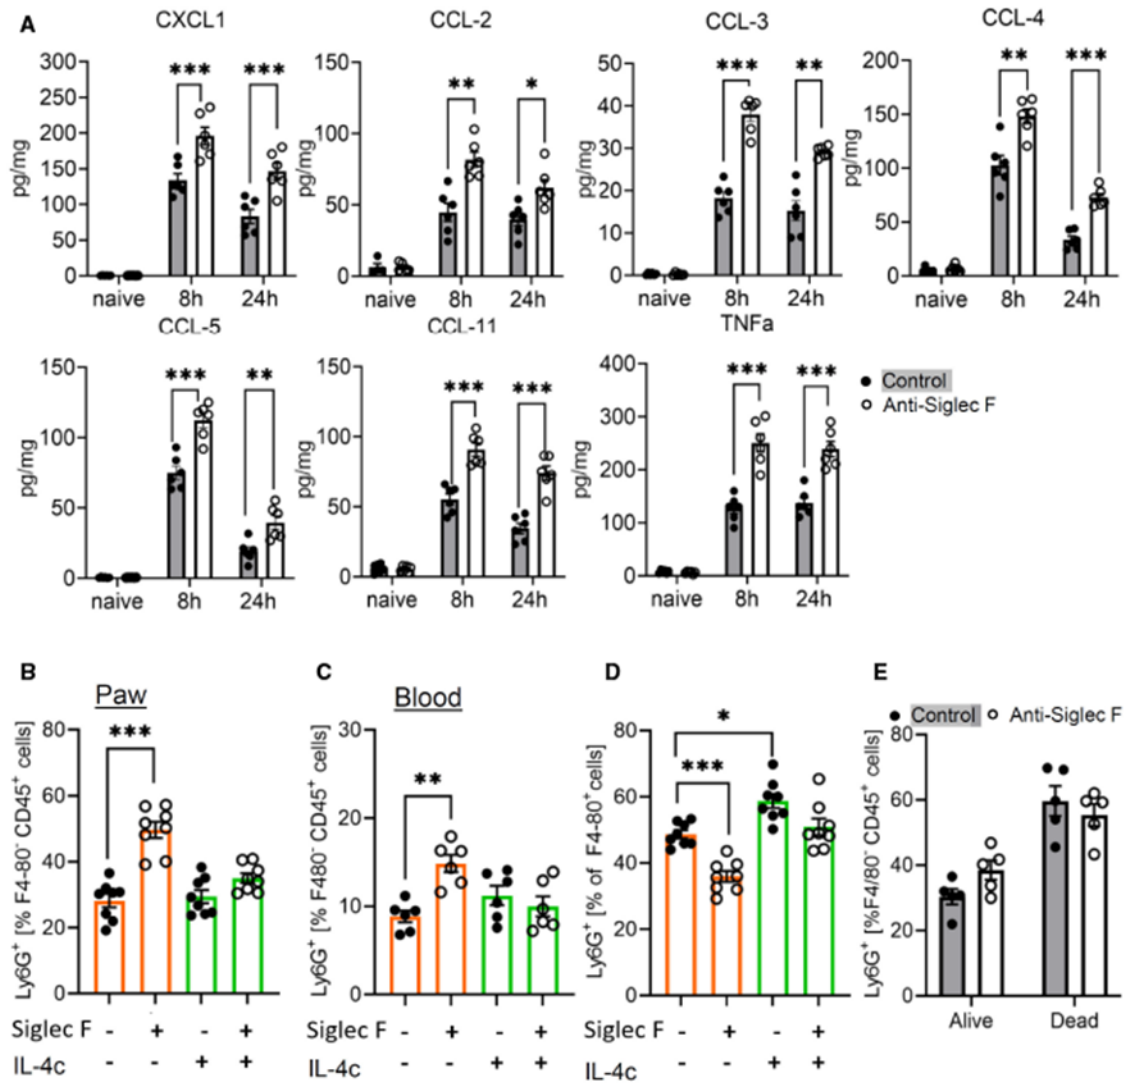 A
CXCL1
CCL-2
CCL-3
CCL-4
pg/mg
300
250
200
150
100
50
0
*** ***
naive 8h 24h
pg/mg
150
100
50
0
** *
naive 8h 24h
pg/mg
50
40
30
20
10
0
*** **
naive 8h 24h
pg/mg
200
150
100
50
0
** ***
naive 8h 24h
CCL-5
CCL-11
TNFa
pg/mg
150
100
50
0
*** **
naive 8h 24h
pg/mg
150
100
50
0
*** ***
naive 8h 24h
pg/mg
400
300
200
100
0
*** ***
naive 8h 24h
● Control
○ Anti-Siglec F
B
Paw
Ly6G+ [% F4-80- CD45+ cells]
80
60
40
20
0
***
Siglec F - + - +
IL-4c - - + +
C
Blood
Ly6G+ [% F480- CD45+ cells]
30
20
10
0
**
Siglec F - + - +
IL-4c - - + +
D
Ly6G+ [% of F4-80+cells]
80
60
40
20
0
*
***
Siglec F - + - +
IL-4c - - + +
E
● Control ○ Anti-Siglec F
Ly6G+ [%F4/80- CD45+ cells]
80
60
40
20
0
Alive Dead